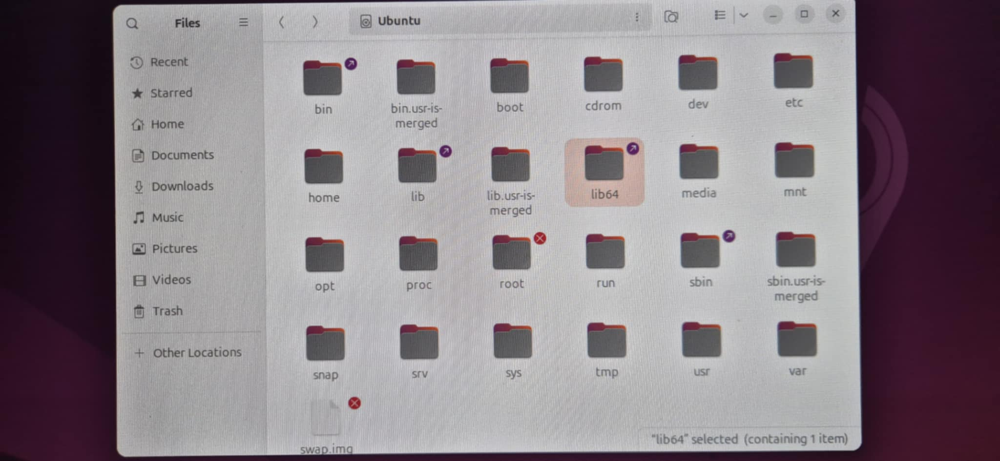 Files
Ubuntu
Recent
Starred
Home
Documents
Downloads
Music
Pictures
Videos
Trash
Other Locations
bin
bin.usr-is-
merged
boot
cdrom
dev
etc
home
lib
lib.usr-is-
merged
lib64
media
mnt
opt
proc
root
run
sbin
sbin.usr-is-
merged
snap
srv
sys
tmp
usr
var
swap.img
"lib64" selected (containing 1 item)